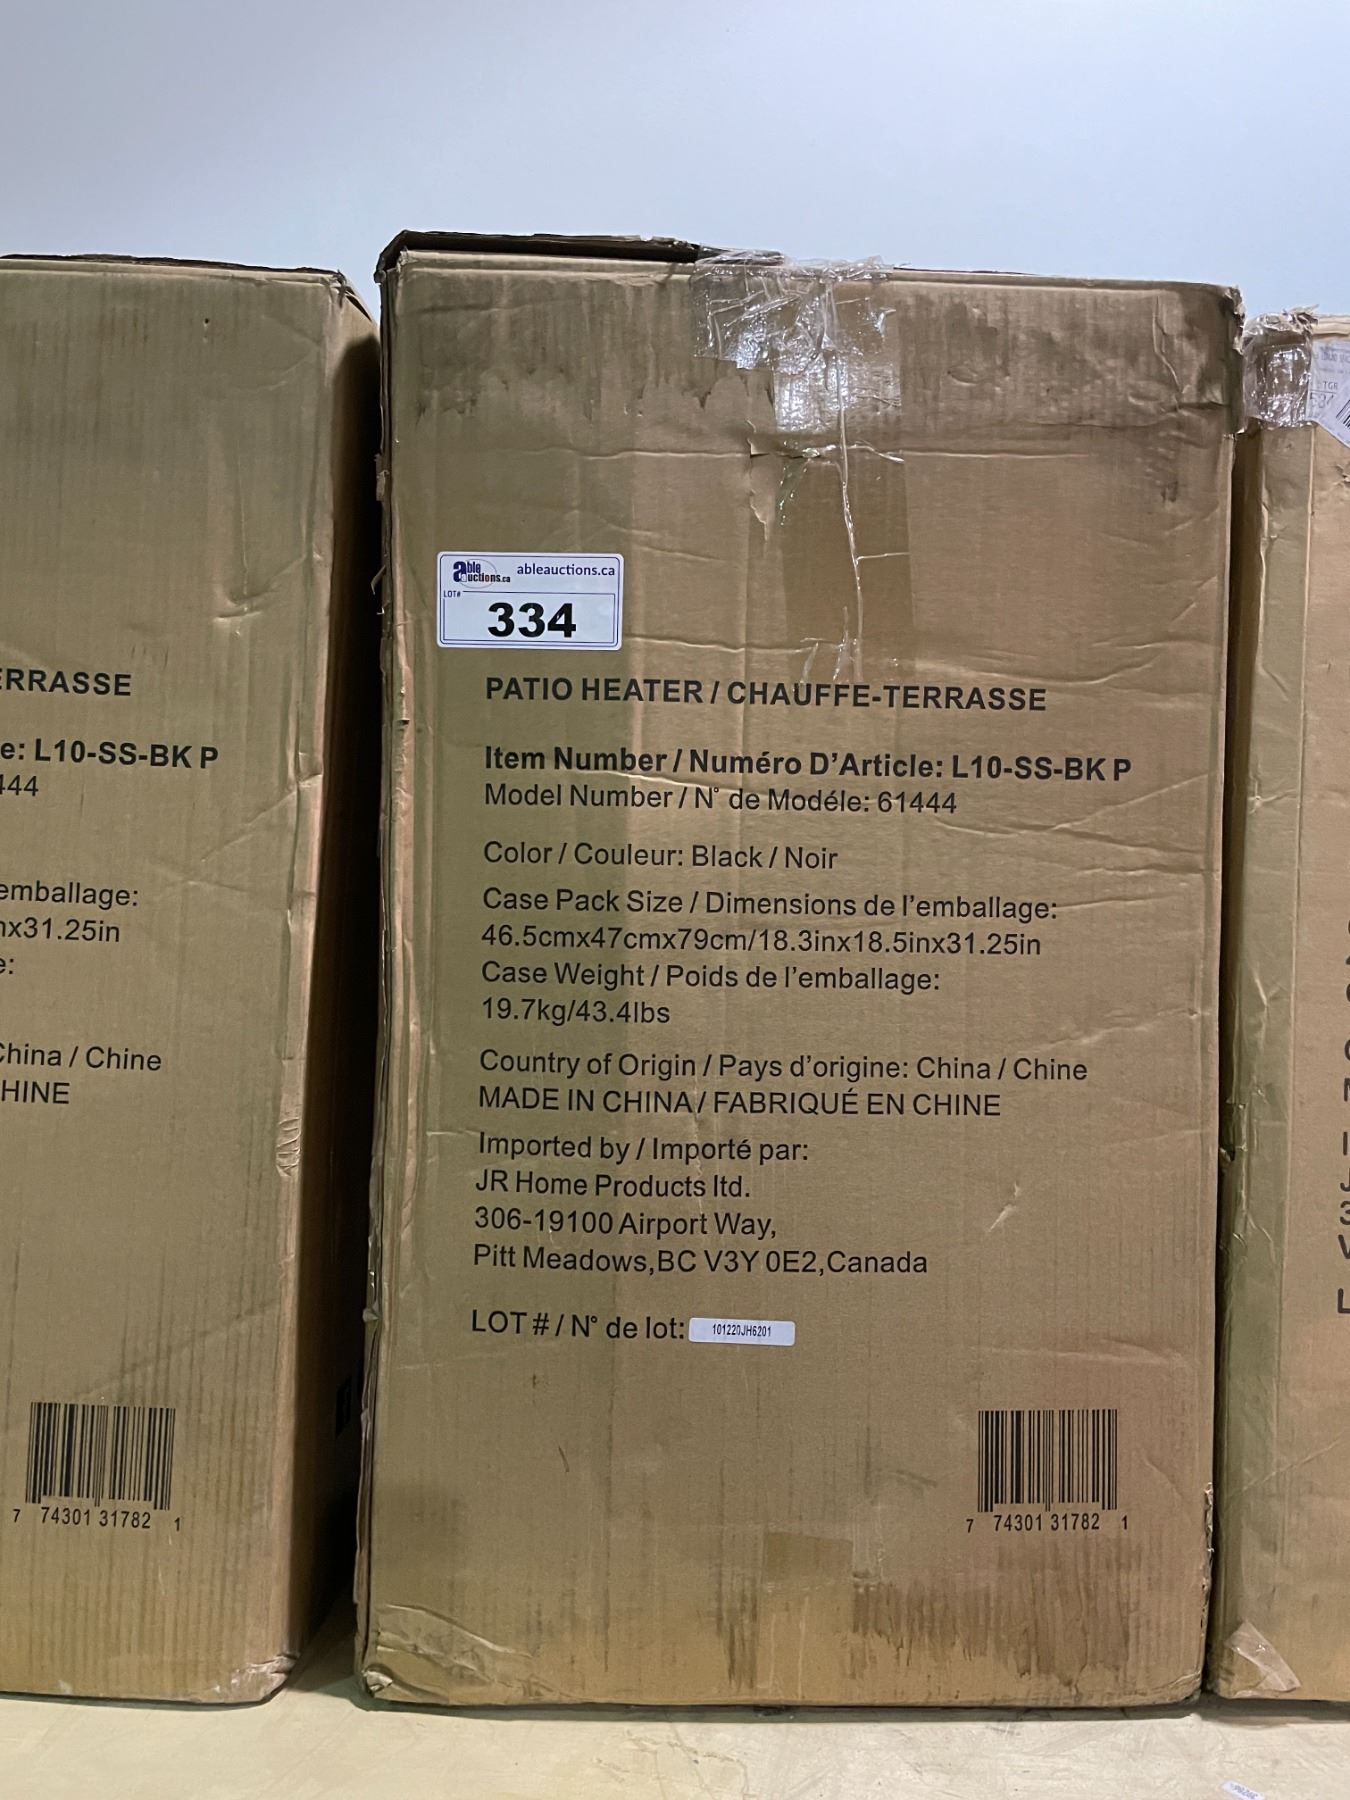 able auctions.ca ableauctions.ca
LOT#
334
PATIO HEATER / CHAUFFE-TERRASSE
Item Number / Numéro D'Article: L10-SS-BK P
Model Number / N° de Modéle: 61444
Color / Couleur: Black / Noir
Case Pack Size / Dimensions de l'emballage:
46.5cmx47cmx79cm/18.3inx18.5inx31.25in
Case Weight / Poids de l'emballage:
19.7kg/43.4lbs
Country of Origin / Pays d'origine: China / Chine
MADE IN CHINA / FABRIQUÉ EN CHINE
Imported by / Importé par:
JR Home Products ltd.
306-19100 Airport Way,
Pitt Meadows,BC V3Y 0E2,Canada
LOT # / N° de lot: 101220JH6201
7 74301 31782 1
ERRASSE
e: L10-SS-BK P
444
emballage:
nx31.25in
e:
China / Chine
HINE
7 74301 31782 1
TGR